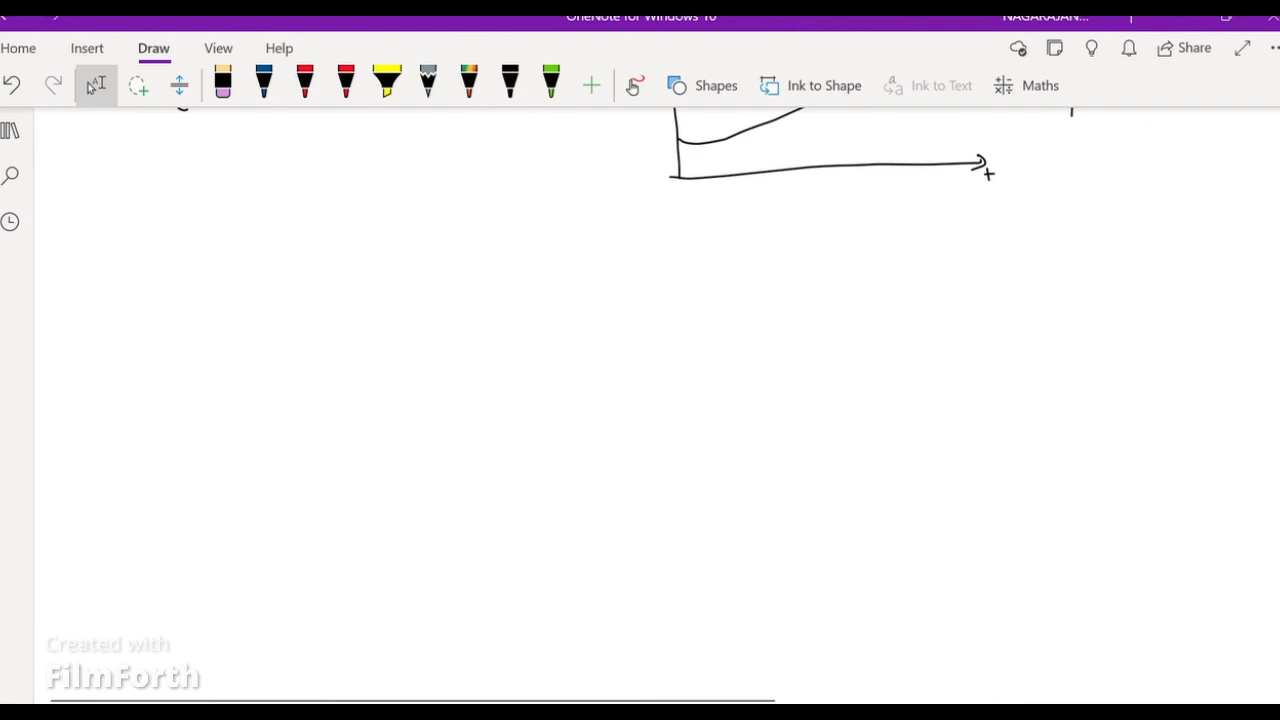 OneNote for Windows 10 NAGARAJAN...
Home Insert Draw View Help Share
Shapes Ink to Shape Ink to Text Maths
t
Created with
FilmForth